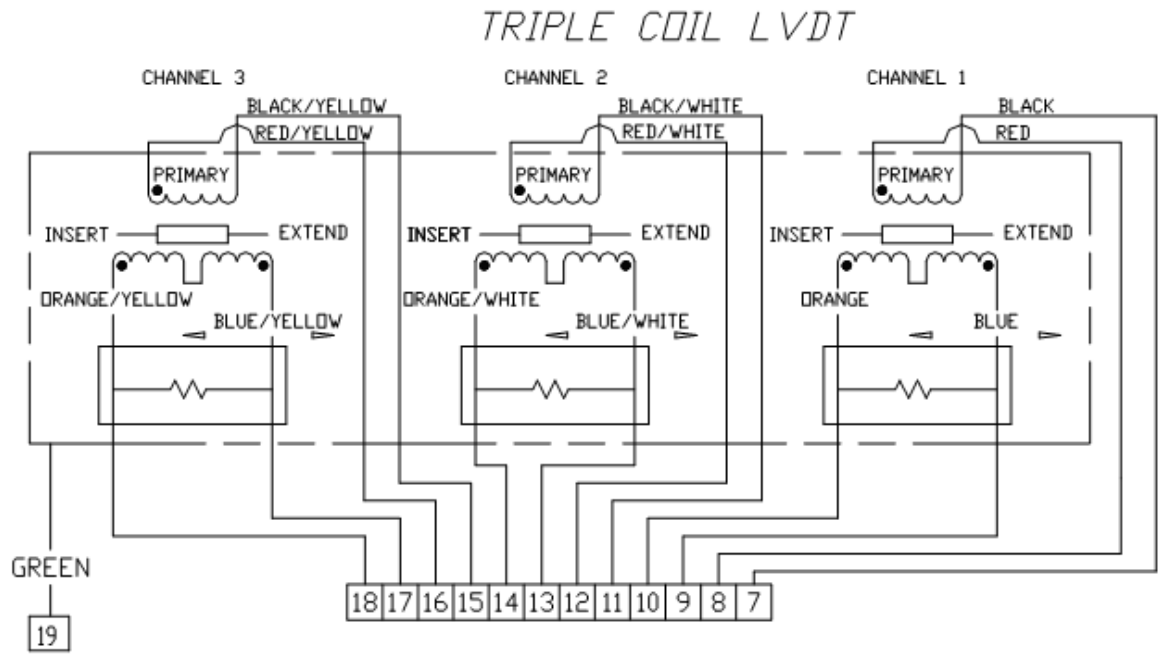 TRIPLE COIL LVDT
CHANNEL 3
CHANNEL 2
CHANNEL 1
BLACK/YELLOW
BLACK/WHITE
BLACK
RED/YELLOW
RED/WHITE
RED
PRIMARY
PRIMARY
PRIMARY
INSERT
EXTEND
INSERT
EXTEND
INSERT
EXTEND
ORANGE/YELLOW
ORANGE/WHITE
ORANGE
BLUE/YELLOW
BLUE/WHITE
BLUE
GREEN
18 17 16 15 14 13 12 11 10 9 8 7
19